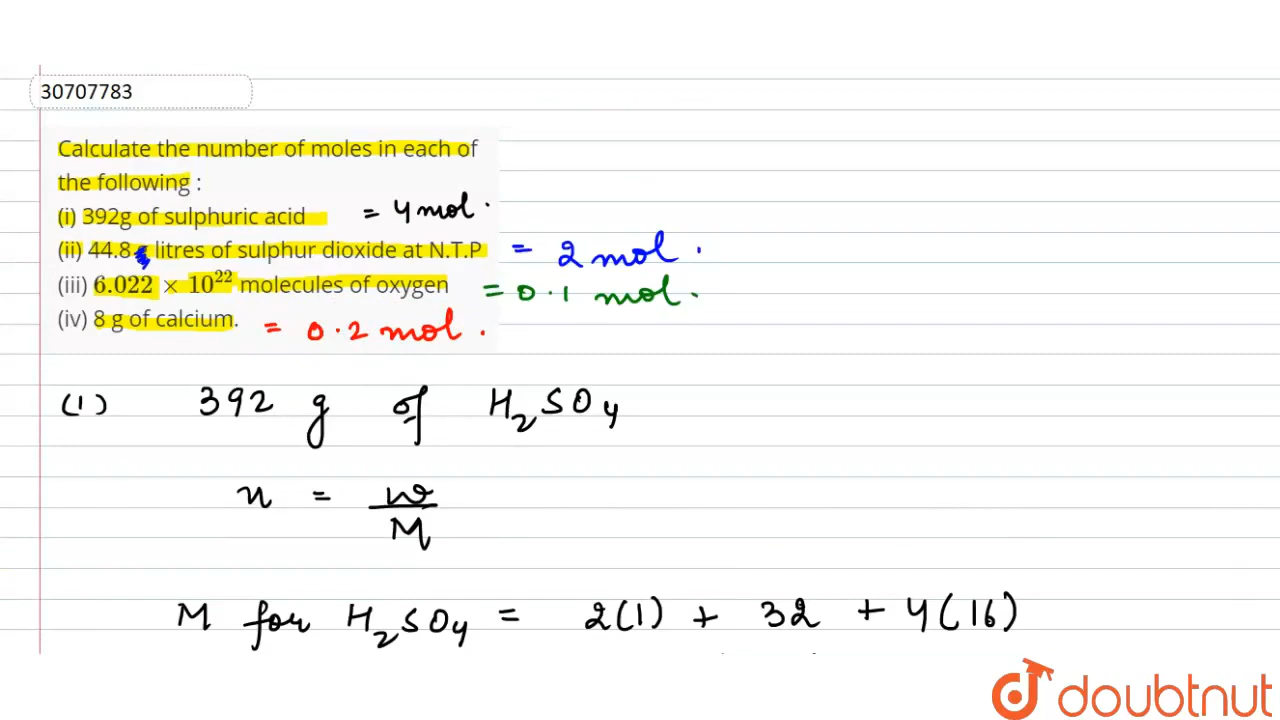 30707783
Calculate the number of moles in each of
the following :
(i) 392g of sulphuric acid = 4 mol.
(ii) 44.8 g litres of sulphur dioxide at N.T.P = 2 mol.
(iii) 6.022 × 10²² molecules of oxygen = 0.1 mol.
(iv) 8 g of calcium. = 0.2 mol.
(1) 392 g of H₂SO₄
n = w/M
M for H₂SO₄ = 2(1) + 32 + 4(16)
doubtnut